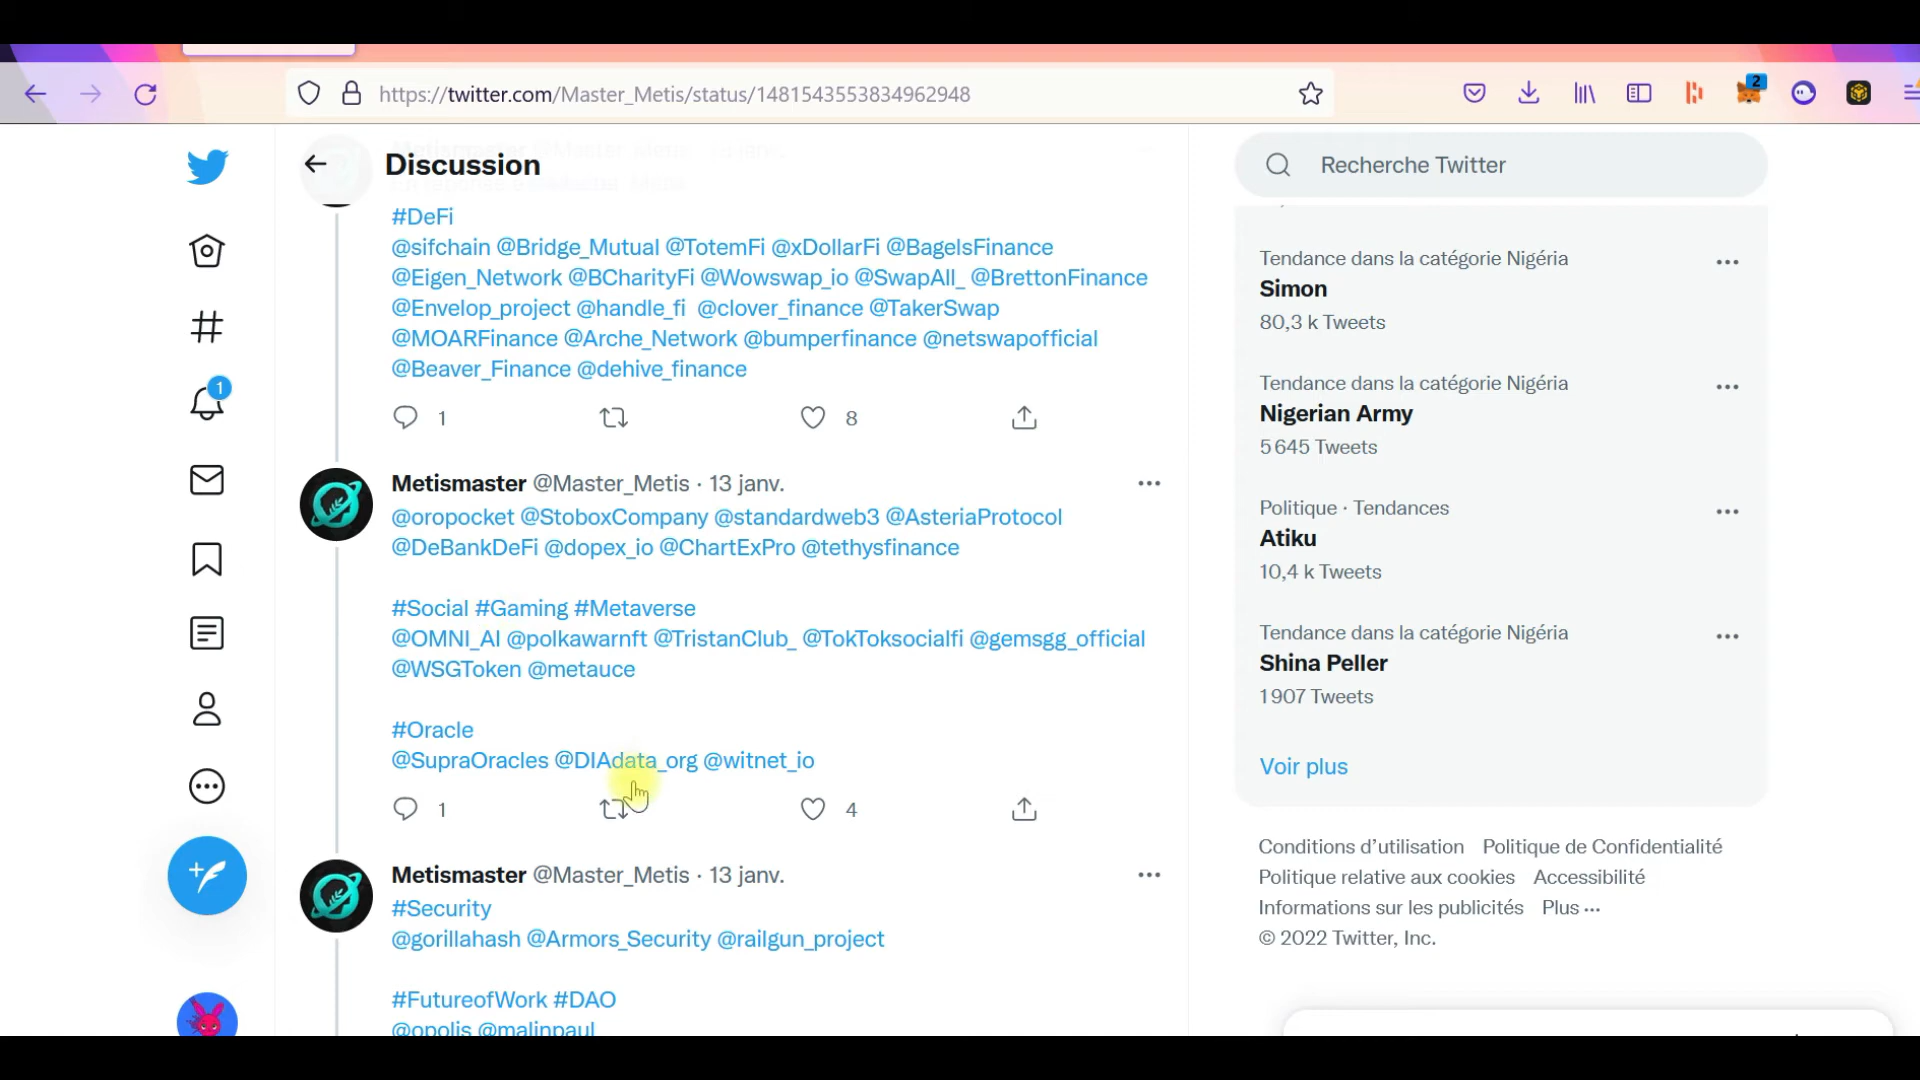 2
https://twitter.com/Master_Metis/status/1481543553834962948
Discussion
Recherche Twitter
#DeFi
@sifchain @Bridge_Mutual @TotemFi @xDollarFi @BagelsFinance
@Eigen_Network @BCharityFi @Wowswap_io @SwapAll_ @BrettonFinance
@Envelop_project @handle_fi @clover_finance @TakerSwap
@MOARFinance @Arche_Network @bumperfinance @netswapofficial
@Beaver_Finance @dehive_finance
1
8
Metismaster @Master_Metis · 13 janv.
@oropocket @StoboxCompany @standardweb3 @AsteriaProtocol
@DeBankDeFi @dopex_io @ChartExPro @tethysfinance
#Social #Gaming #Metaverse
@OMNI_AI @polkawarnft @TristanClub_ @TokToksocialfi @gemsgg_official
@WSGToken @metauce
#Oracle
@SupraOracles @DIAdata_org @witnet_io
1
4
Metismaster @Master_Metis · 13 janv.
#Security
@gorillahash @Armors_Security @railgun_project
#FutureofWork #DAO
@opolis @malinpaul
1
Tendance dans la catégorie Nigéria
Simon
80,3 k Tweets
Tendance dans la catégorie Nigéria
Nigerian Army
5 645 Tweets
Politique · Tendances
Atiku
10,4 k Tweets
Tendance dans la catégorie Nigéria
Shina Peller
1 907 Tweets
Voir plus
Conditions d’utilisation Politique de Confidentialité
Politique relative aux cookies Accessibilité
Informations sur les publicités Plus ···
© 2022 Twitter, Inc.